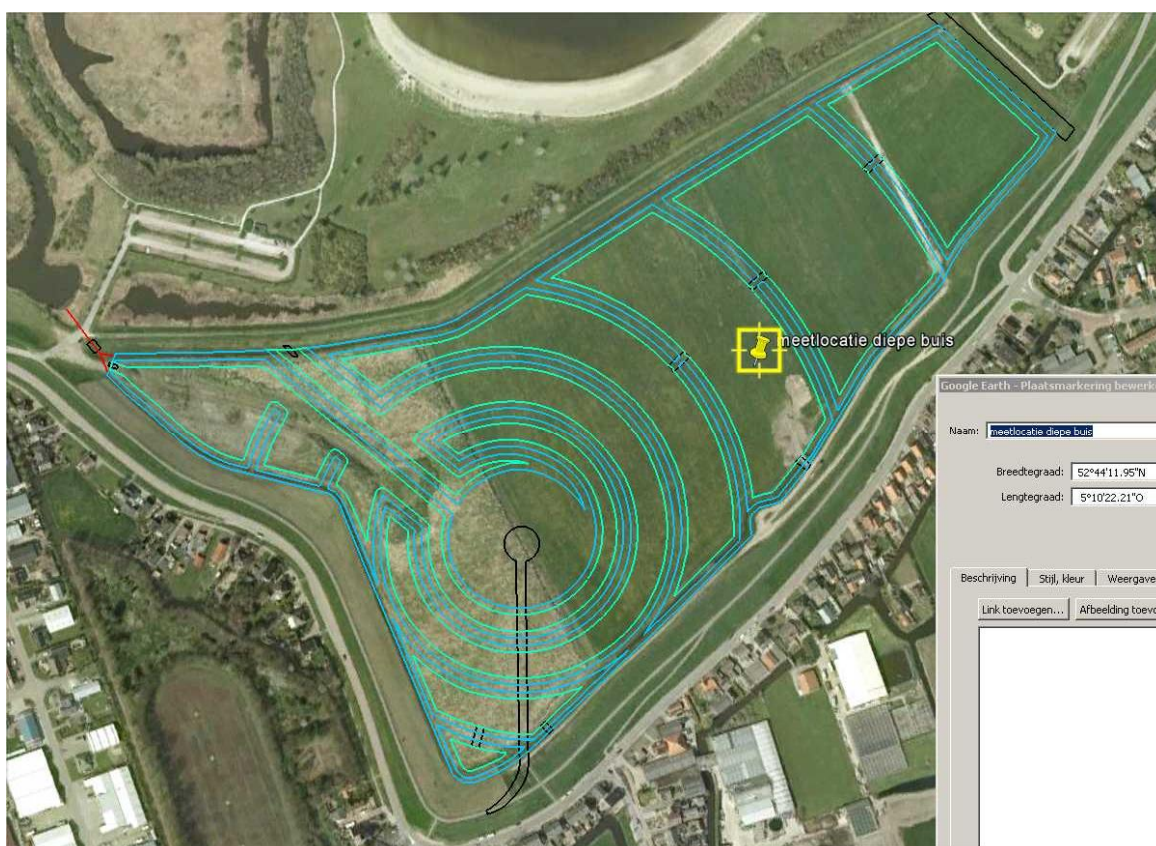 meetlocatie diepe buis
Google Earth - Plaatsmarkering bewerk
Naam: meetlocatie diepe buis
Breedtegraad: 52°44'11.95"N
Lengtegraad: 5°10'22.21"O
Beschrijving Stijl, kleur Weergave
Link toevoegen... Afbeelding toevo